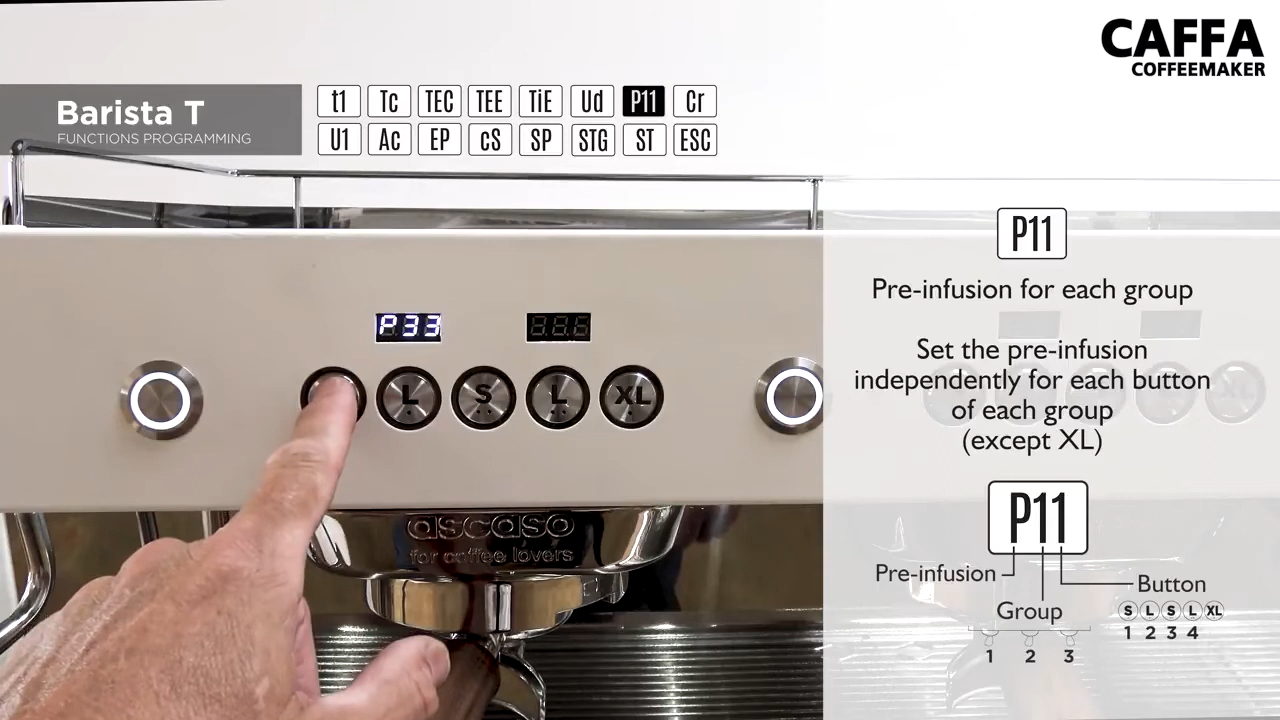 CAFFA
COFFEEMAKER
Barista T
FUNCTIONS PROGRAMMING
t1 Tc TEC TEE TiE Ud P11 Cr
U1 Ac EP cS SP STG ST ESC
P11
Pre-infusion for each group
Set the pre-infusion
independently for each button
of each group
(except XL)
P33
L S L XL
P11
Pre-infusion
Button
Group
S L S L XL
1 2 3 4
1 2 3
ascaso
for coffee lovers